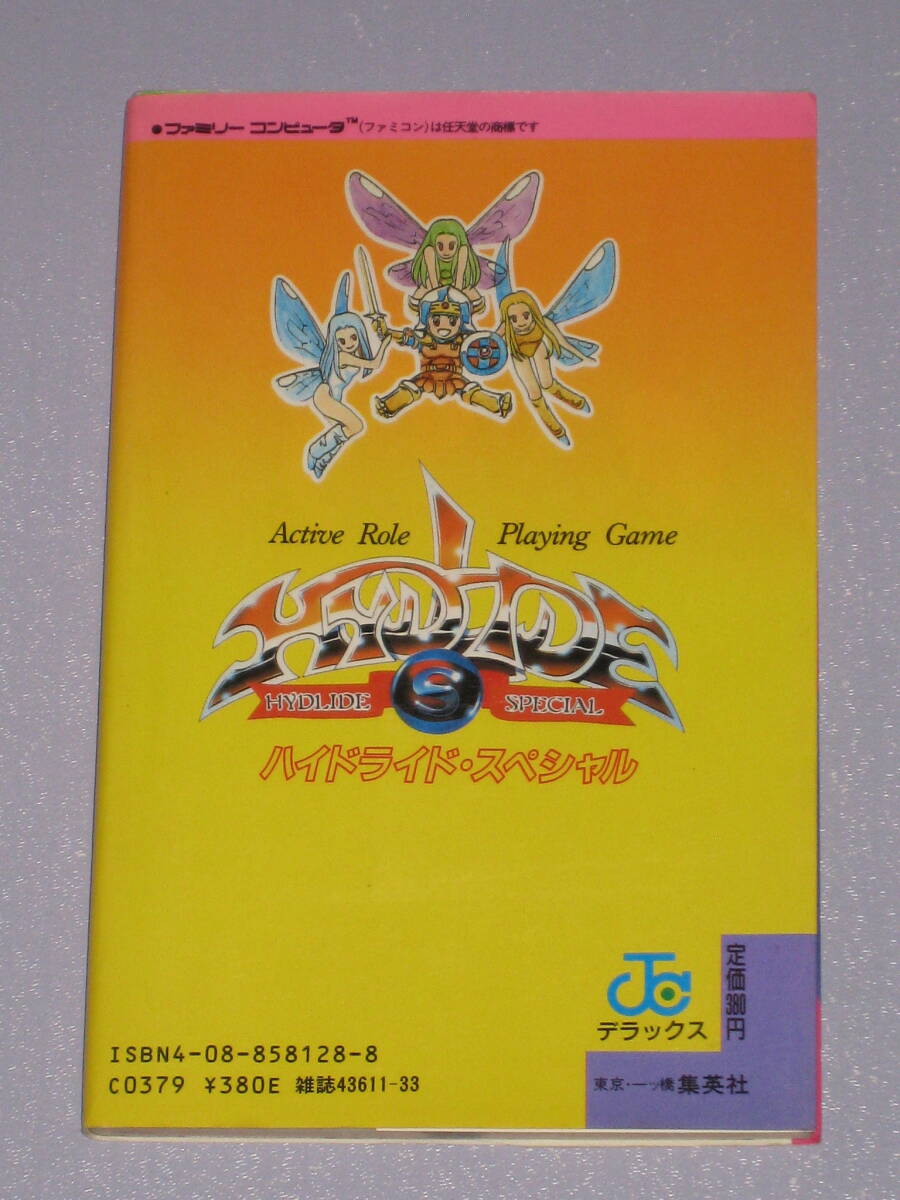 ●ファミリー コンピュータ™(ファミコン)は任天堂の商標です
Active Role Playing Game
HYDLIDE
HYDLIDE S SPECIAL
ハイドライド・スペシャル
JC
デラックス
定価380円
ISBN4-08-858128-8
C0379 ¥380E 雑誌43611-33
東京・一ッ橋 集英社